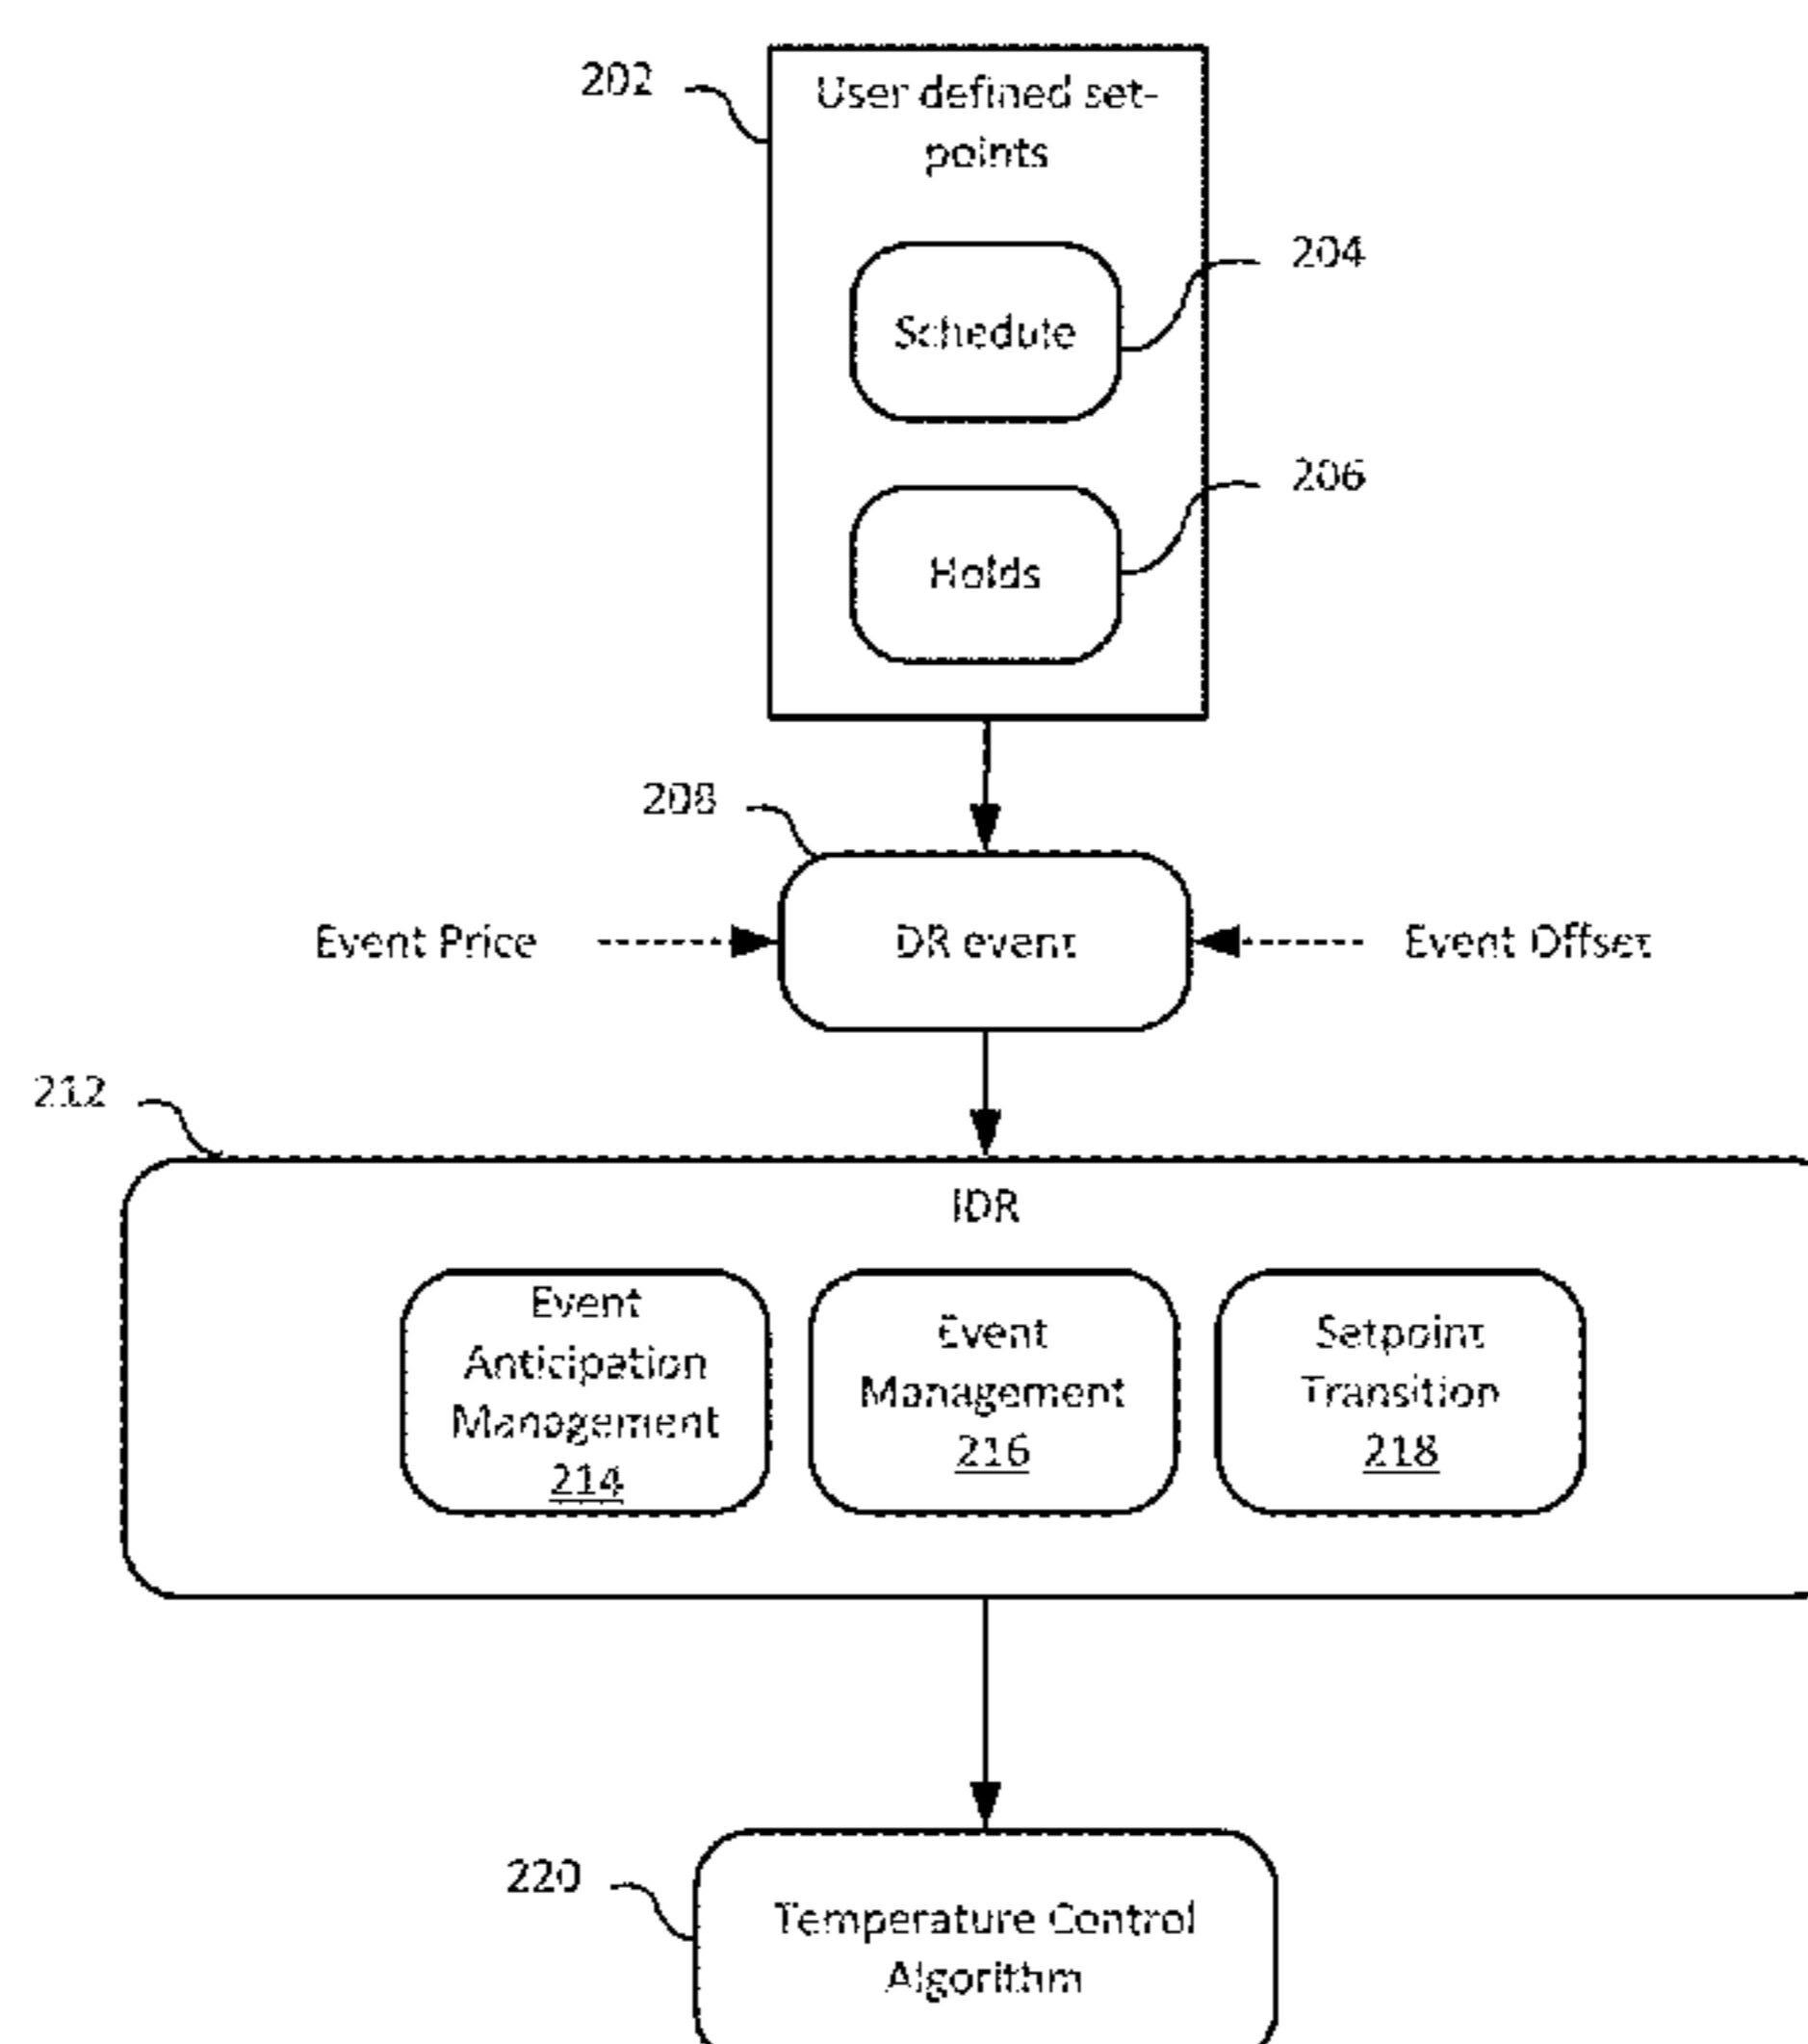 202
User defined set-
points
204
Schedule
206
Holds
208
Event Price
DR event
Event Offset
212
IDR
Event
Anticipation
Management
214
Event
Management
216
Setpoint
Transition
218
220
Temperature Control
Algorithm